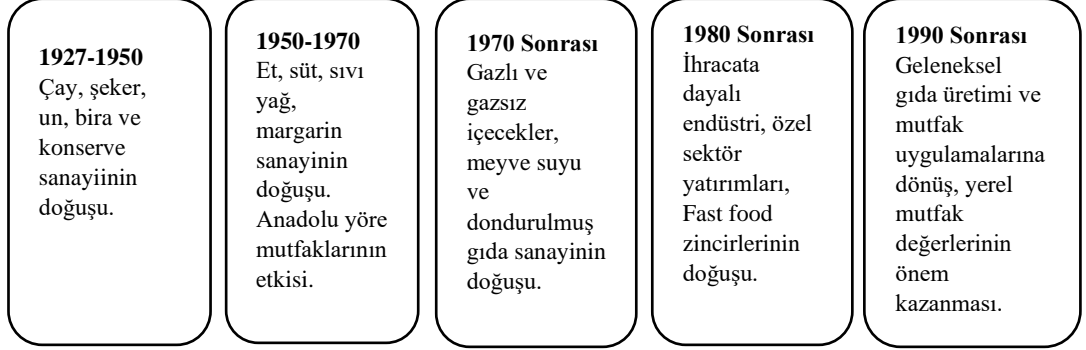 1927-1950
Çay, şeker,
un, bira ve
konserve
sanayiinin
doğuşu.
1950-1970
Et, süt, sıvı
yağ,
margarin
sanayinin
doğuşu.
Anadolu yöre
mutfaklarının
etkisi.
1970 Sonrası
Gazlı ve
gazsız
içecekler,
meyve suyu
ve
dondurulmuş
gıda sanayinin
doğuşu.
1980 Sonrası
İhracata
dayalı
endüstri, özel
sektör
yatırımları,
Fast food
zincirlerinin
doğuşu.
1990 Sonrası
Geleneksel
gıda üretimi ve
mutfak
uygulamalarına
dönüş, yerel
mutfak
değerlerinin
önem
kazanması.